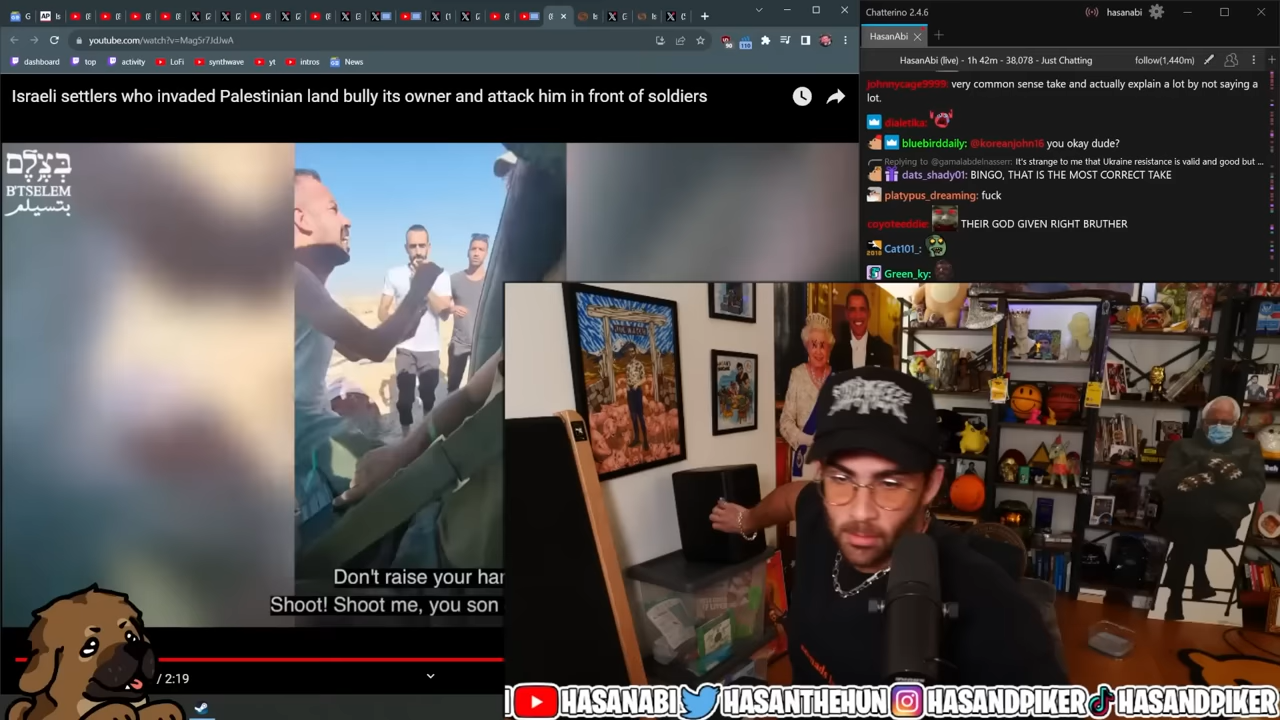 youtube.com/watch?v=Mag5r7JdJwA
dashboard
top
activity
LoFi
synthwave
yt
intros
News
Israeli settlers who invaded Palestinian land bully its owner and attack him in front of soldiers
בצלם
B'TSELEM
بتسيلم
Don't raise your har
Shoot! Shoot me, you son
/ 2:19
Chatterino 2.4.6
hasanabi
HasanAbi
HasanAbi (live) - 1h 42m - 38,078 - Just Chatting
follow(1,440m)
johnnycage9999: very common sense take and actually explain a lot by not saying a
lot.
dialetika:
bluebirddaily: @koreanjohn16 you okay dude?
Replying to @gamalabdelnasserr: It's strange to me that Ukraine resistance is valid and good but ...
dats_shady01: BINGO, THAT IS THE MOST CORRECT TAKE
platypus_dreaming: fuck
coyoteeddie: THEIR GOD GIVEN RIGHT BRUTHER
Cat101_:
Green_ky:
HASANABI
HASANTHEHUN
HASANDPIKER
HASANDPIKER